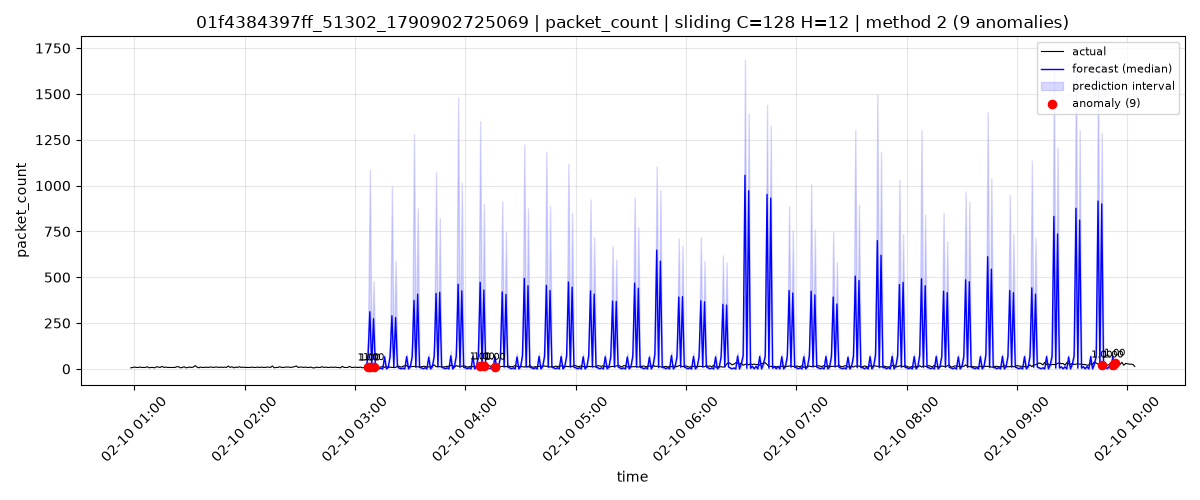 01f4384397ff_51302_1790902725069 | packet_count | sliding C=128 H=12 | method 2 (9 anomalies)
packet_count
1750
1500
1250
1000
750
500
250
0
actual
forecast (median)
prediction interval
anomaly (9)
02-10 01:00
02-10 02:00
02-10 03:00
02-10 04:00
02-10 05:00
02-10 06:00
02-10 07:00
02-10 08:00
02-10 09:00
02-10 10:00
time